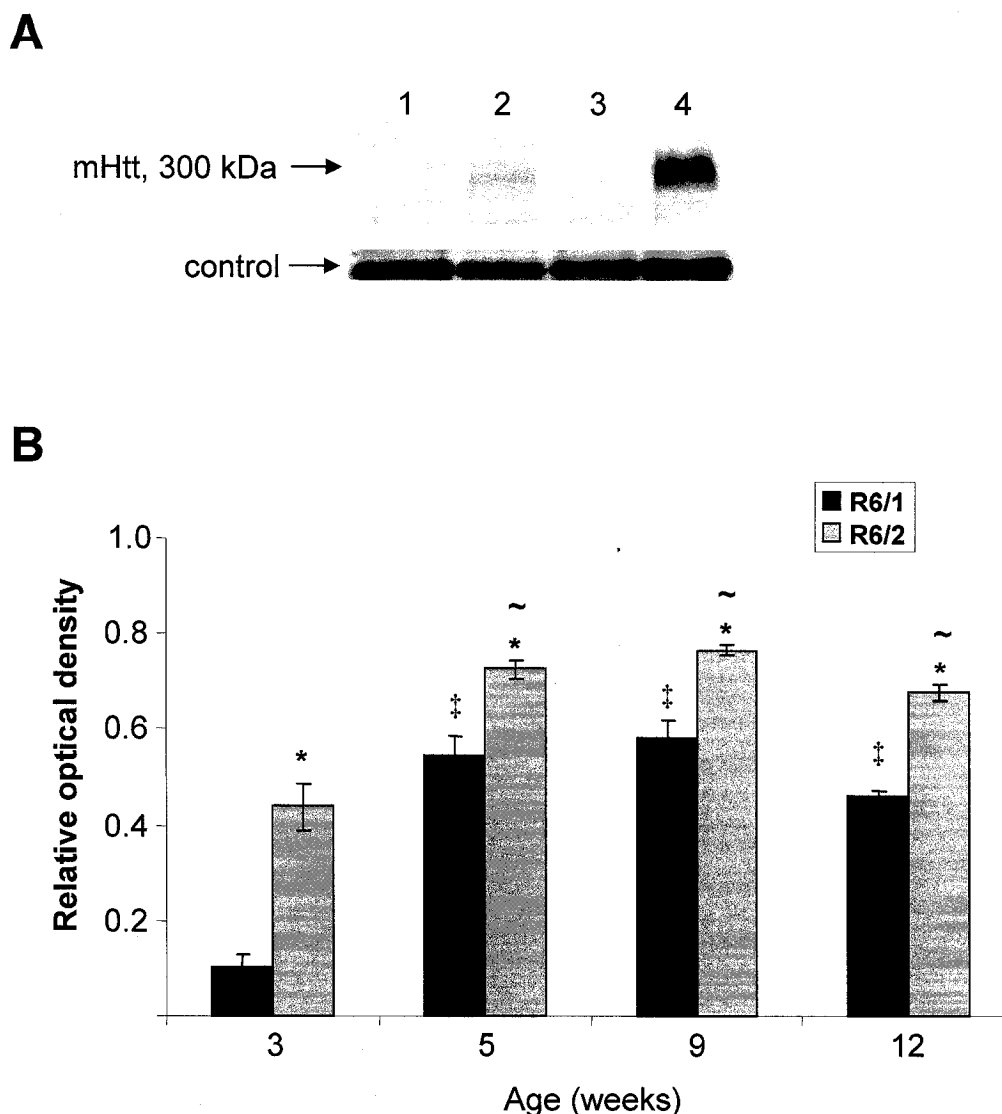 A
1 2 3 4
mHtt, 300 kDa
control
B
R6/1
R6/2
1.0
0.8
0.6
0.4
0.2
Relative optical density
~
*
~
*
~
*
‡
‡
‡
*
3 5 9 12
Age (weeks)